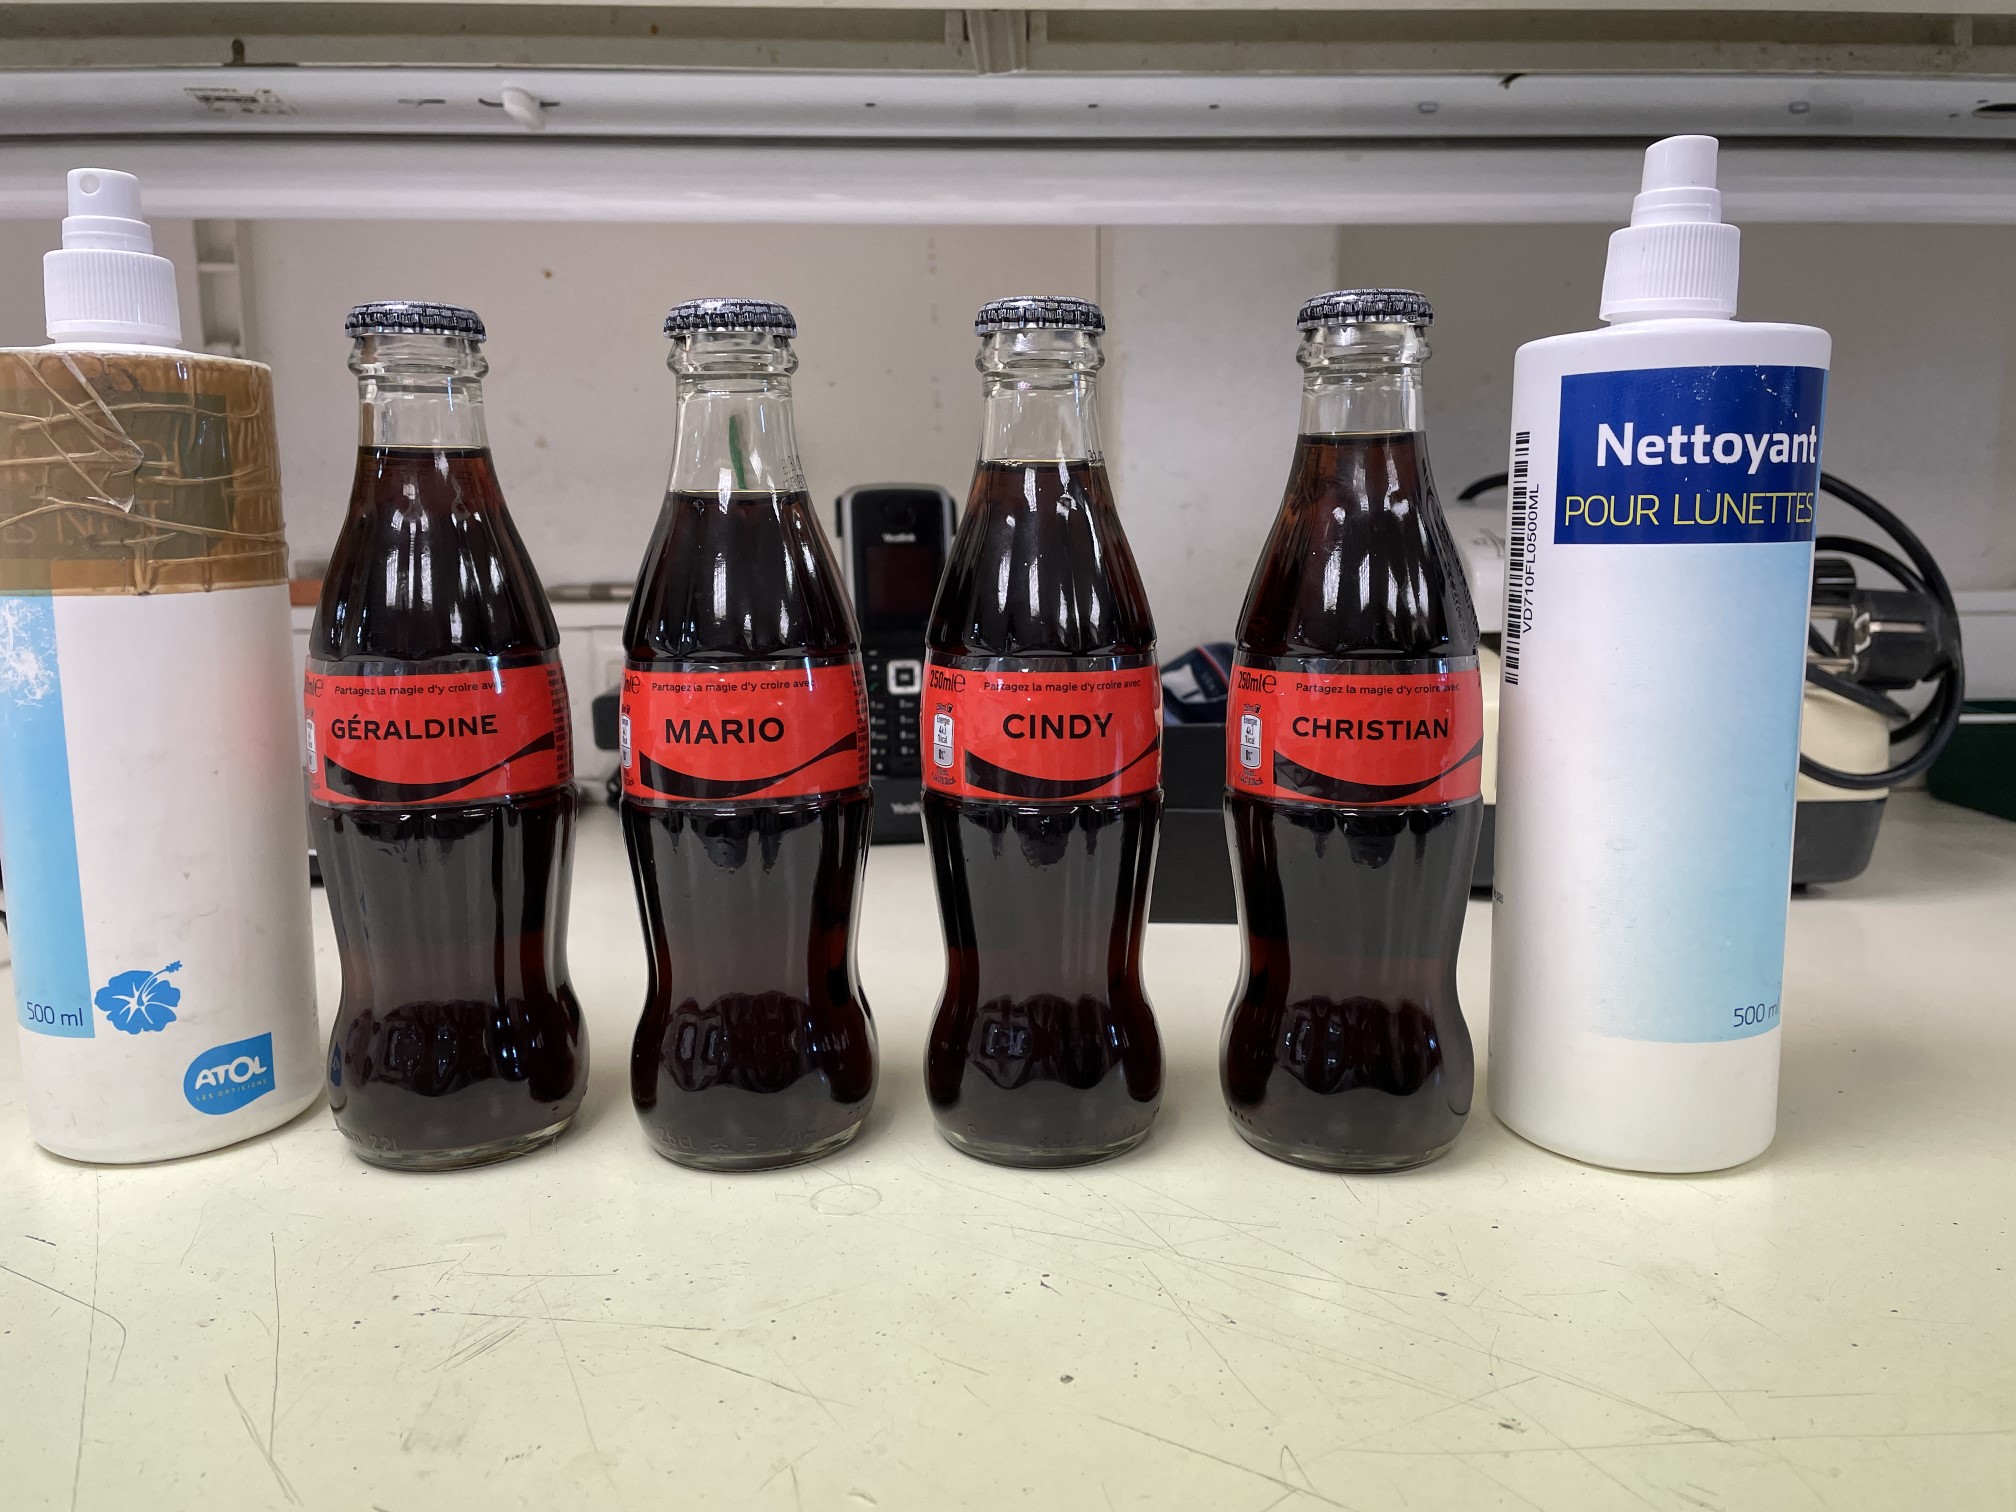 Nettoyant
POUR LUNETTES
VD710FL0500ML
500 ml
Yealink
Partagez la magie d'y croire avec
GÉRALDINE
Partagez la magie d'y croire avec
MARIO
250ml e
Partagez la magie d'y croire avec
CINDY
250ml e
Partagez la magie d'y croire avec
CHRISTIAN
500 ml
ATOL
LES OPTICIENS